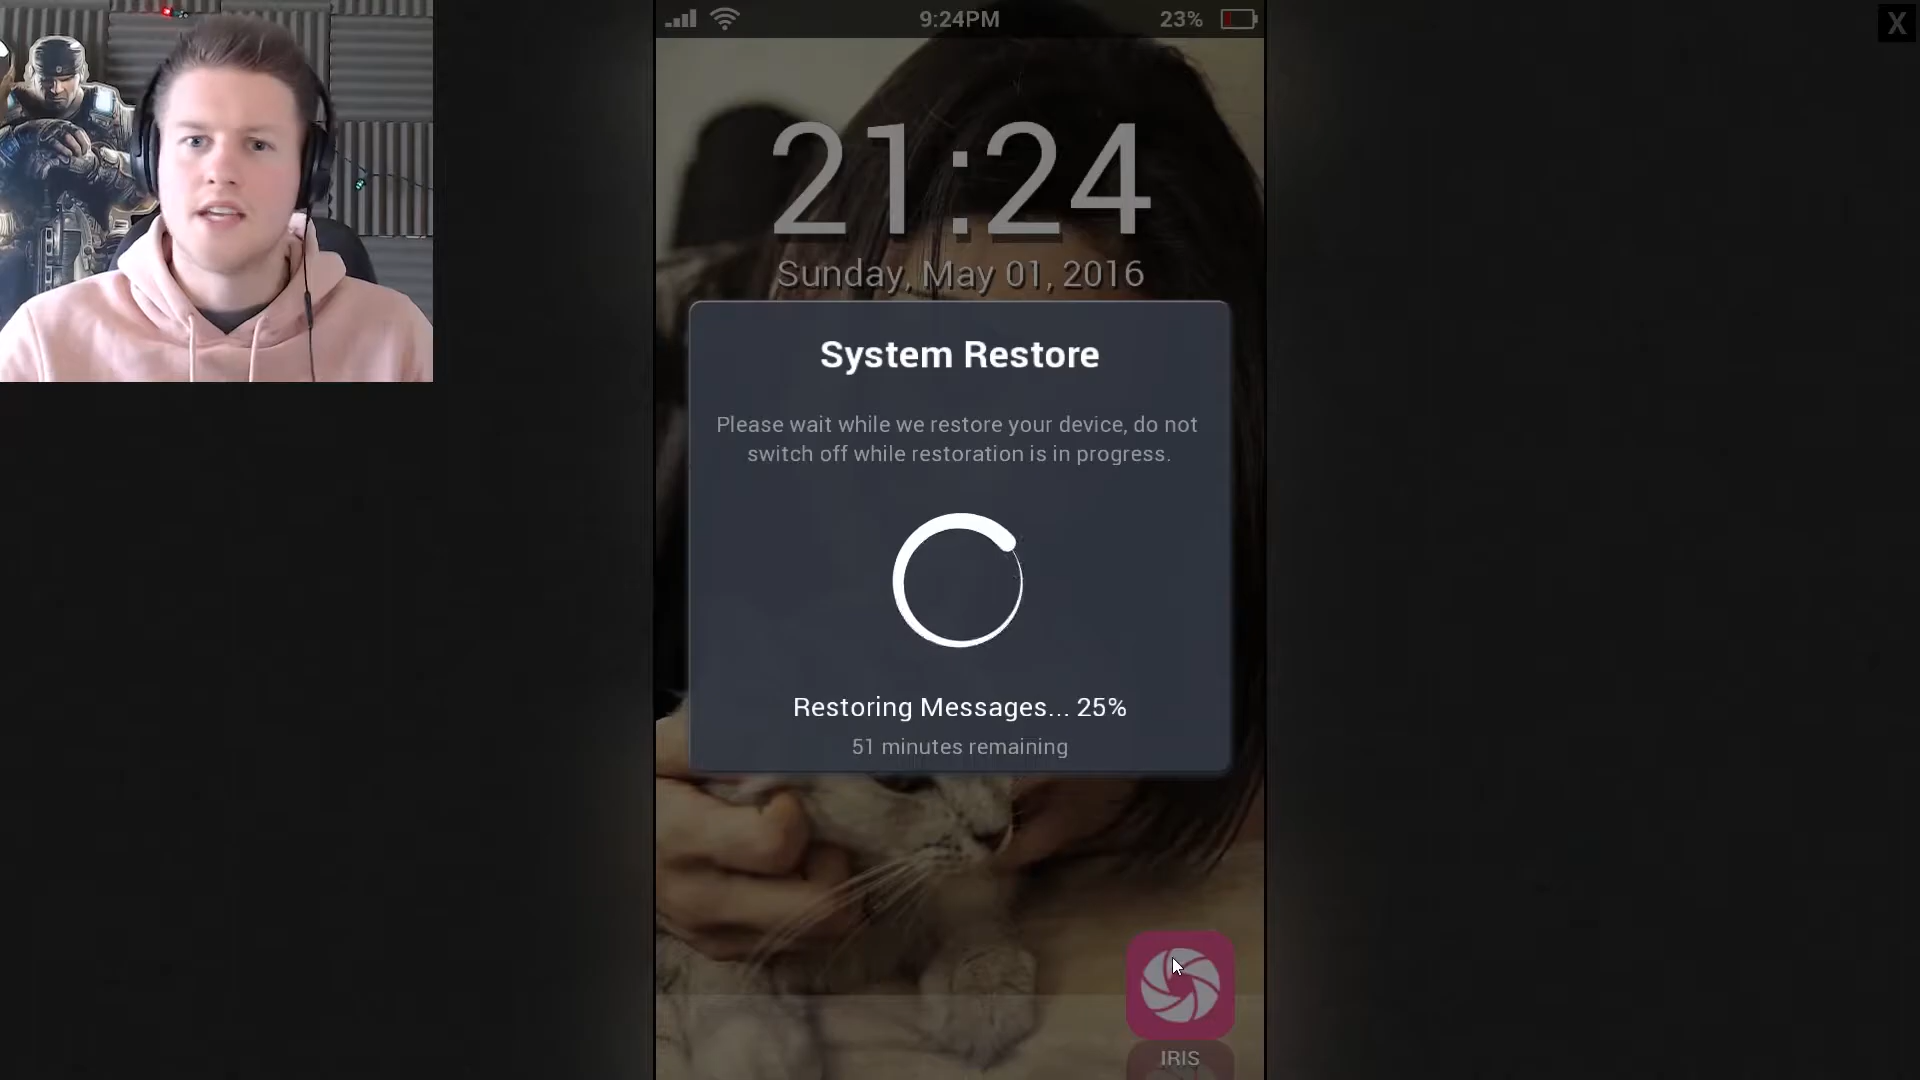 9:24PM
23%
X
21:24
Sunday, May 01, 2016
System Restore
Please wait while we restore your device, do not
switch off while restoration is in progress.
Restoring Messages... 25%
51 minutes remaining
IRIS